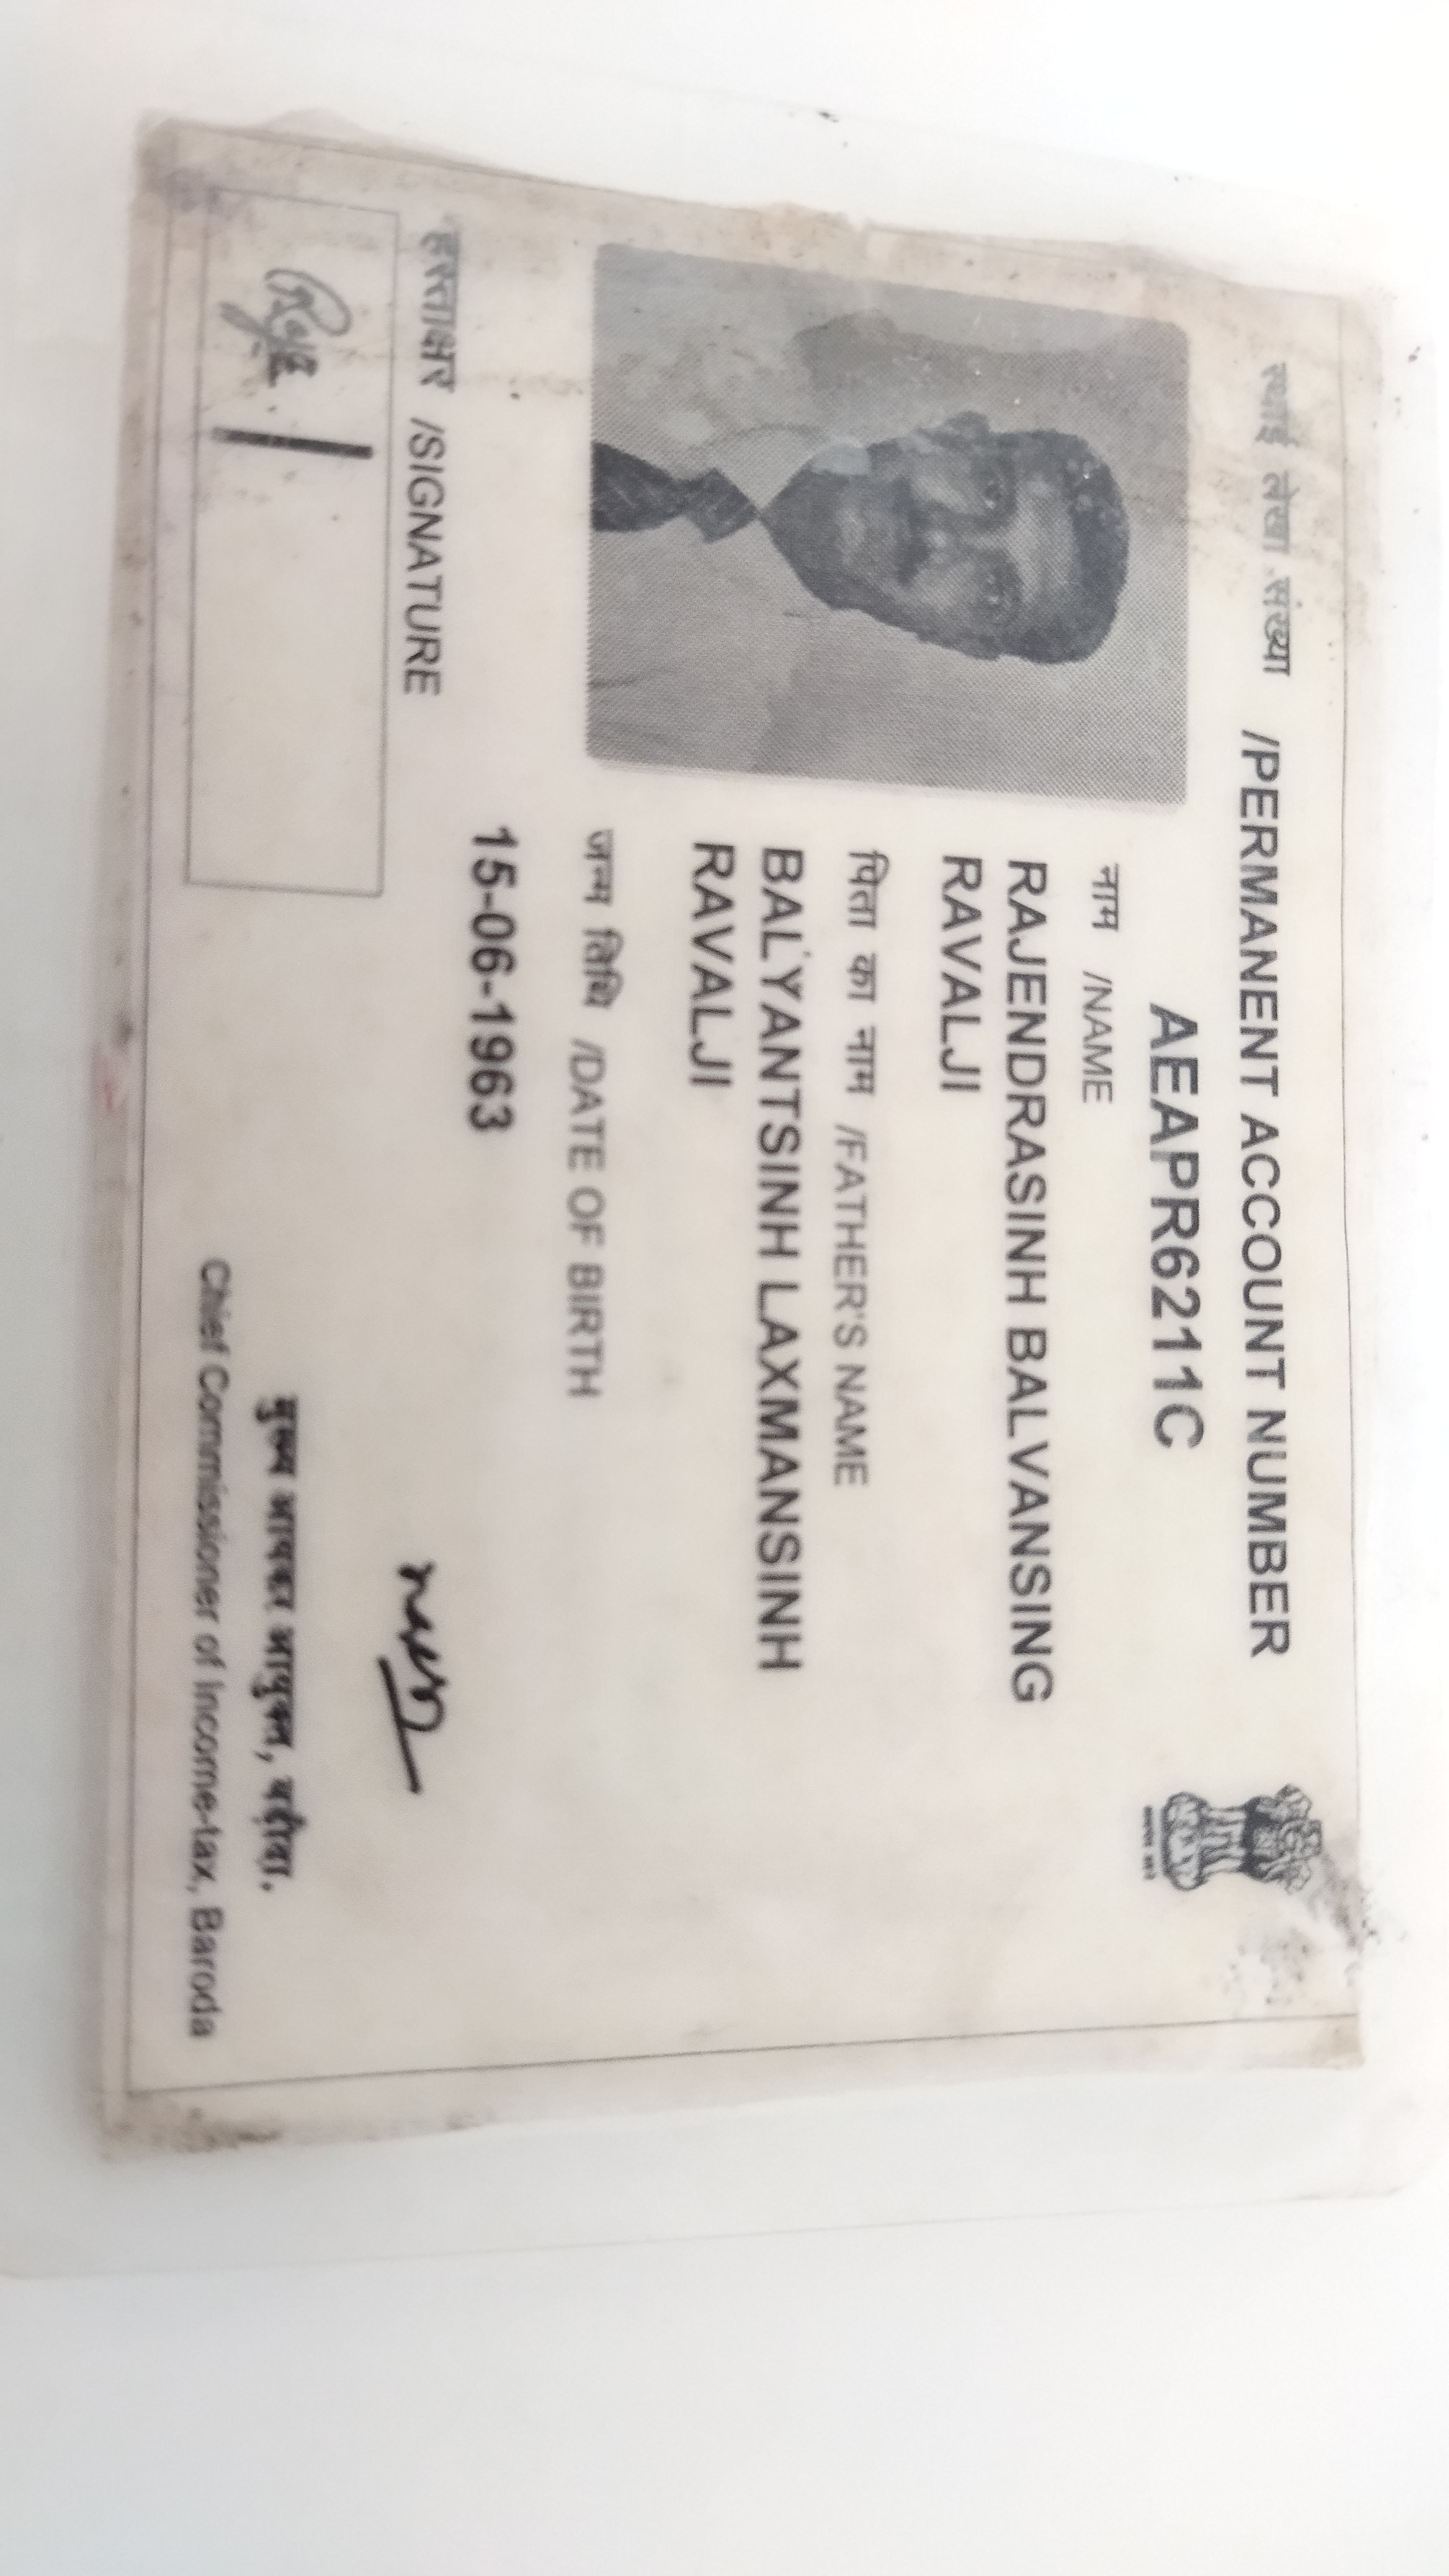 स्थाई लेखा संख्या /PERMANENT ACCOUNT NUMBER
AEAPR6211C
नाम /NAME
RAJENDRASINH BALVANSING
RAVALJI
पिता का नाम /FATHER'S NAME
BALYANTSINH LAXMANSINH
RAVALJI
जन्म तिथि /DATE OF BIRTH
15-06-1963
हस्ताक्षर /SIGNATURE
मुख्य आयकर आयुक्त, बड़ौदा.
Chief Commissioner of Income-tax, Baroda